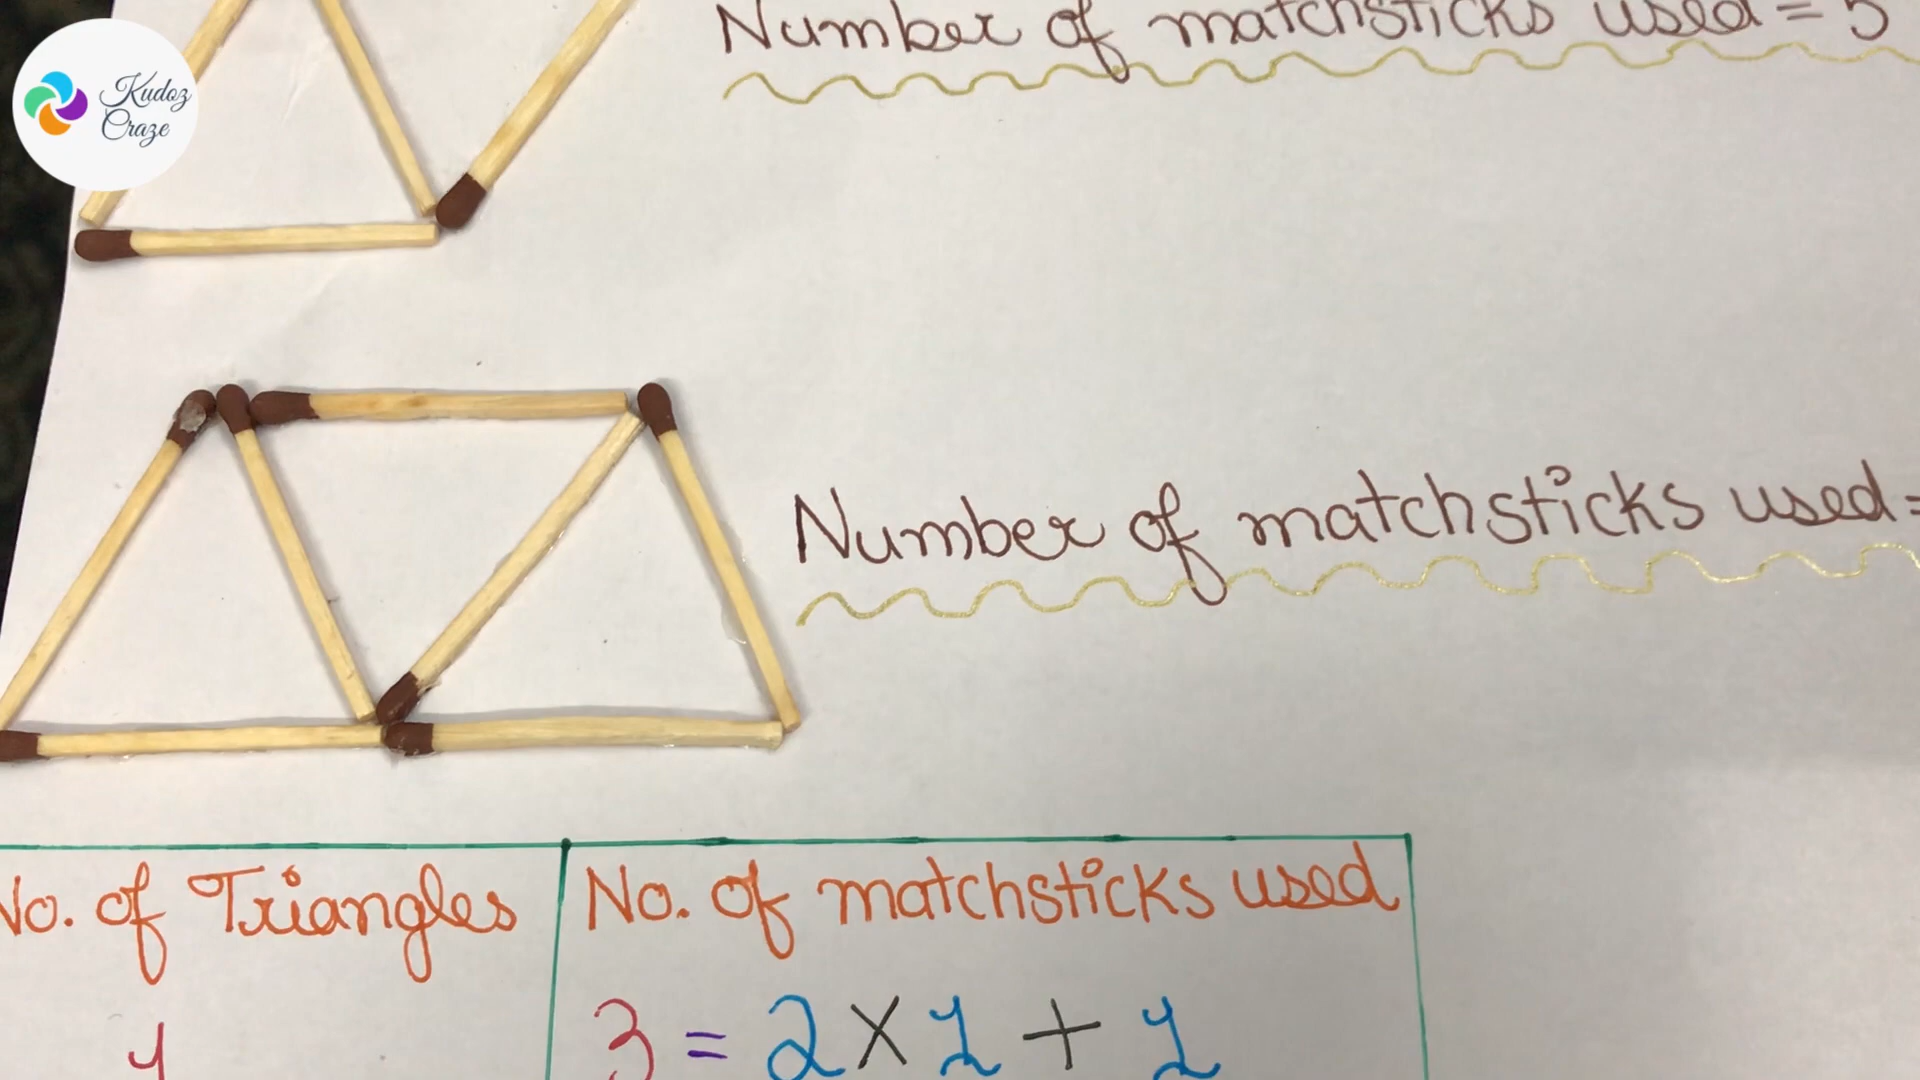 Kudoz
Craze
Number of matchsticks used = 5
Number of matchsticks used =
No. of Triangles
No. of matchsticks used
1
3 = 2 × 1 + 1